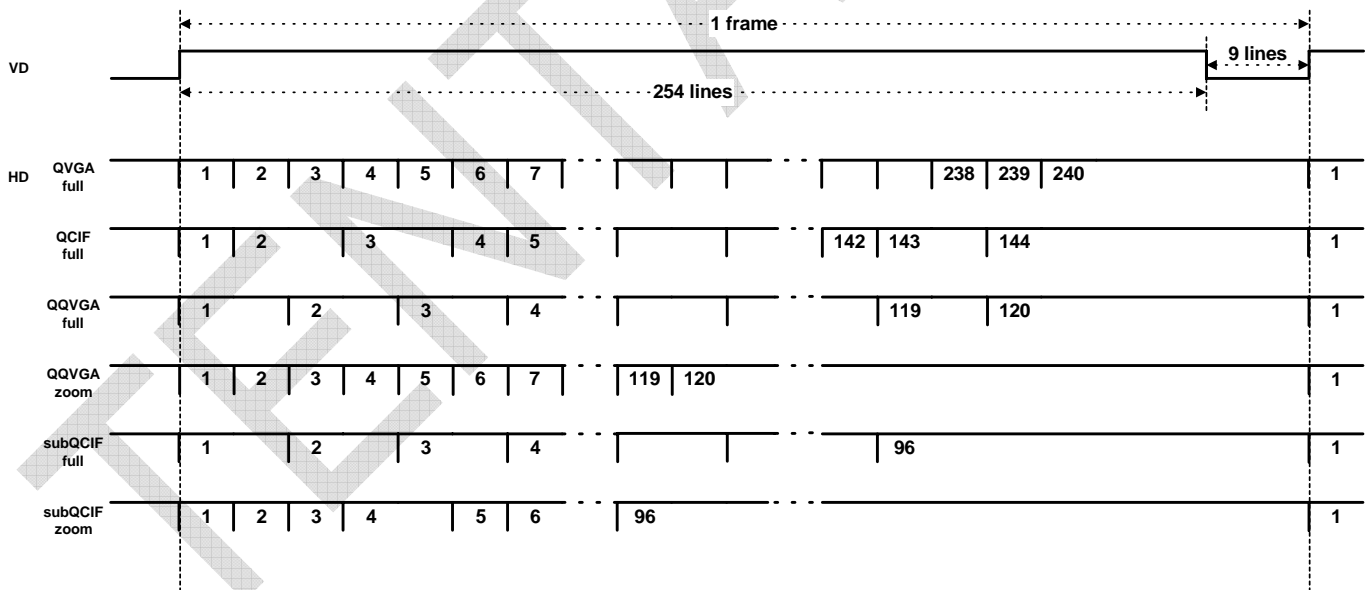 1 frame
VD
9 lines
254 lines
HD
QVGA
full
1 2 3 4 5 6 7 238 239 240 1
QCIF
full
1 2 3 4 5 142 143 144 1
QQVGA
full
1 2 3 4 119 120 1
QQVGA
zoom
1 2 3 4 5 6 7 119 120 1
subQCIF
full
1 2 3 4 96 1
subQCIF
zoom
1 2 3 4 5 6 96 1